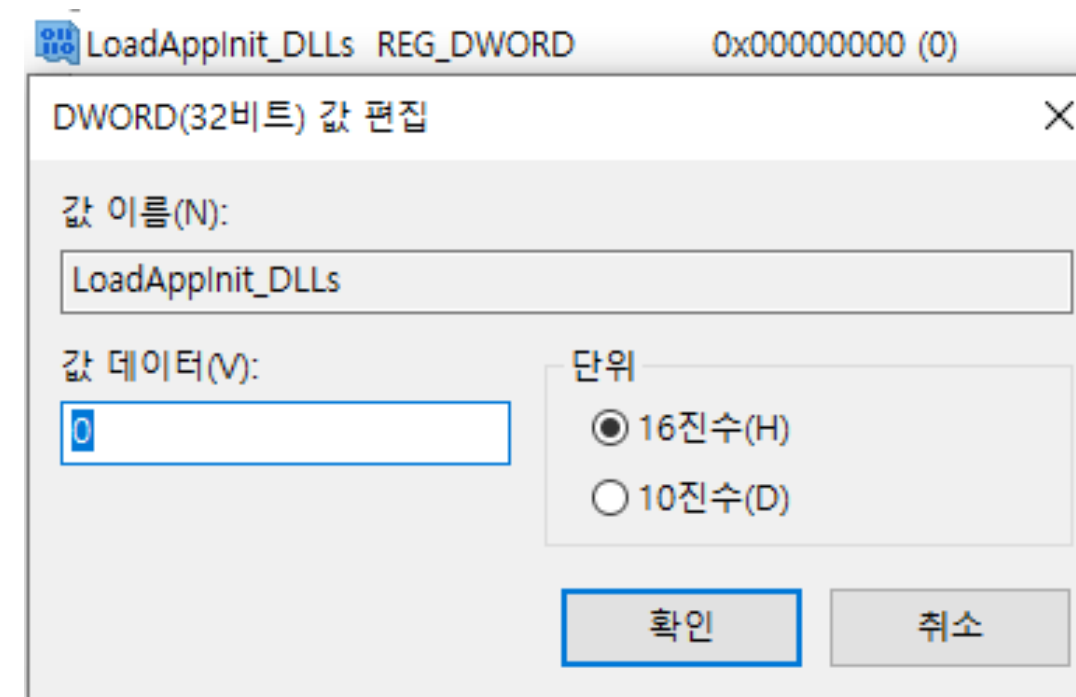 LoadAppInit_DLLs REG_DWORD 0x00000000 (0)
DWORD(32비트) 값 편집
값 이름(N):
LoadAppInit_DLLs
값 데이터(V):
0
단위
16진수(H)
10진수(D)
확인
취소